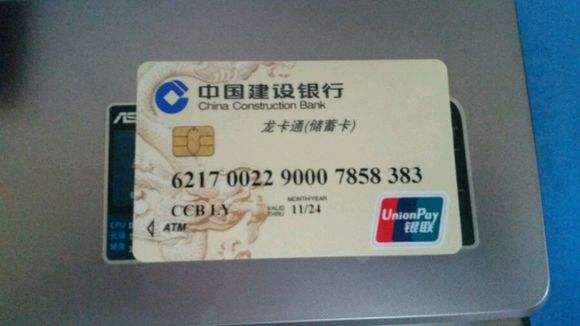 中国建设银行
China Construction Bank
龙卡通(储蓄卡)
AS
6217 0022 9000 7858 383
MONTH/YEAR
CCB LY VALID THRU 11/24
UnionPay
银联
ATM
CPU